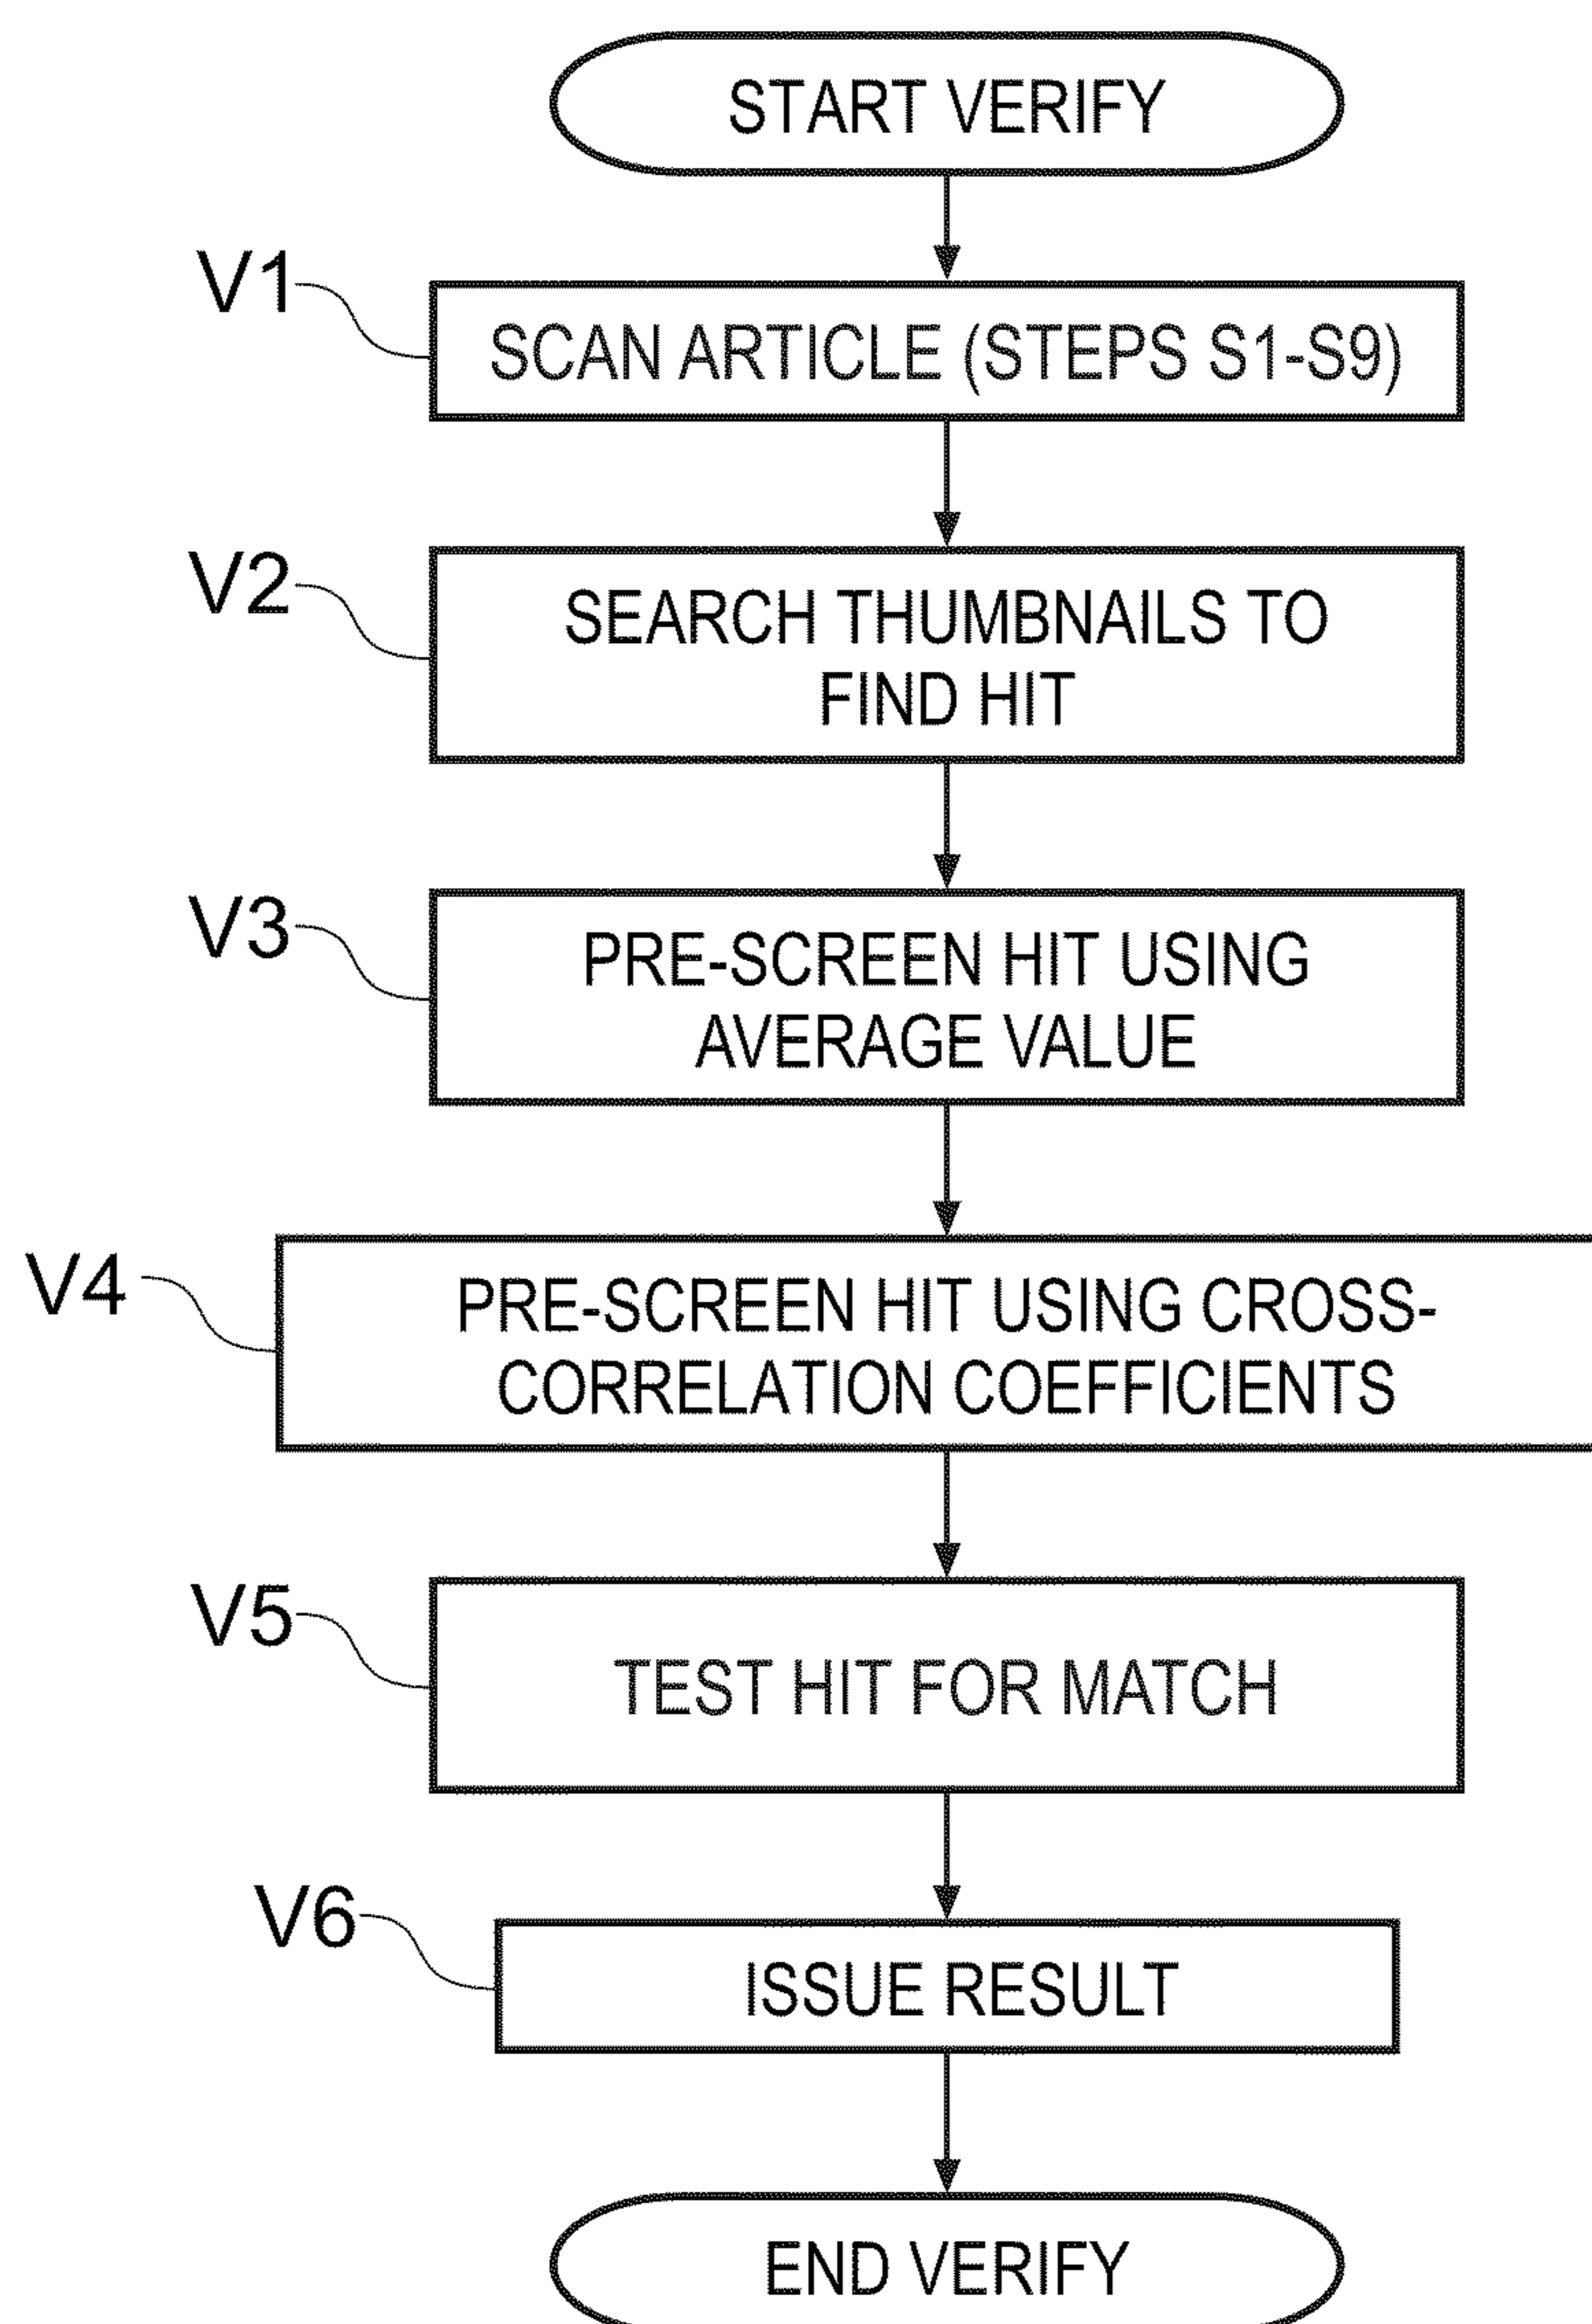 START VERIFY
V1
SCAN ARTICLE (STEPS S1-S9)
V2
SEARCH THUMBNAILS TO
FIND HIT
V3
PRE-SCREEN HIT USING
AVERAGE VALUE
V4
PRE-SCREEN HIT USING CROSS-
CORRELATION COEFFICIENTS
V5
TEST HIT FOR MATCH
V6
ISSUE RESULT
END VERIFY